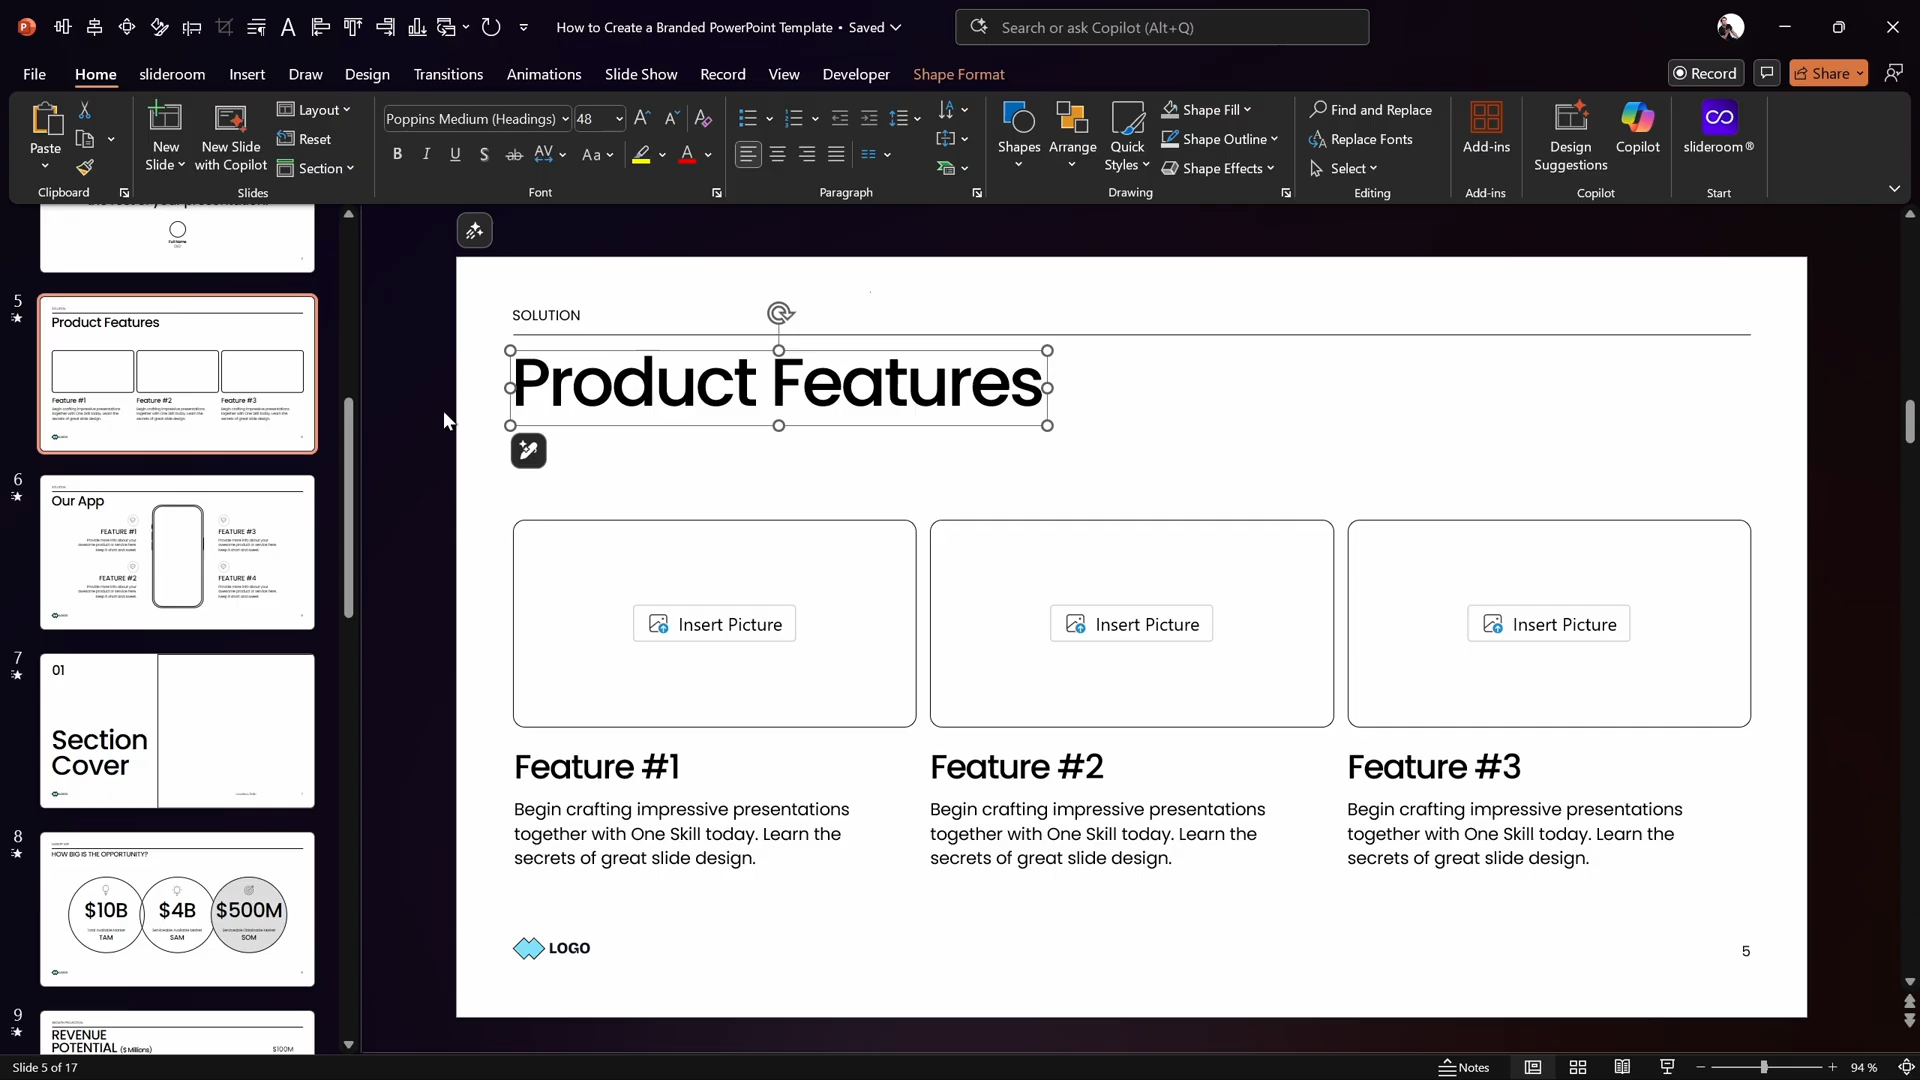 How to Create a Branded PowerPoint Template • Saved
Search or ask Copilot (Alt+Q)
File Home slideroom Insert Draw Design Transitions Animations Slide Show Record View Developer Shape Format
Record Share
Paste
New Slide
New Slide with Copilot
Layout
Reset
Section
Poppins Medium (Headings) 48
Shapes
Arrange
Quick Styles
Shape Fill
Shape Outline
Shape Effects
Find and Replace
Replace Fonts
Select
Add-ins
Design Suggestions
Copilot
slideroom®
Clipboard Slides Font Paragraph Drawing Editing Add-ins Copilot Start
5
Product Features
Feature #1 Feature #2 Feature #3
6
Our App
FEATURE #1
FEATURE #3
FEATURE #2
FEATURE #4
7
01
Section
Cover
8
HOW BIG IS THE OPPORTUNITY?
$10B $4B $500M
TAM SAM SOM
9
REVENUE
POTENTIAL ($ Millions)
$100M
SOLUTION
Product Features
Insert Picture
Insert Picture
Insert Picture
Feature #1
Begin crafting impressive presentations
together with One Skill today. Learn the
secrets of great slide design.
Feature #2
Begin crafting impressive presentations
together with One Skill today. Learn the
secrets of great slide design.
Feature #3
Begin crafting impressive presentations
together with One Skill today. Learn the
secrets of great slide design.
LOGO
5
Slide 5 of 17
Notes
94 %